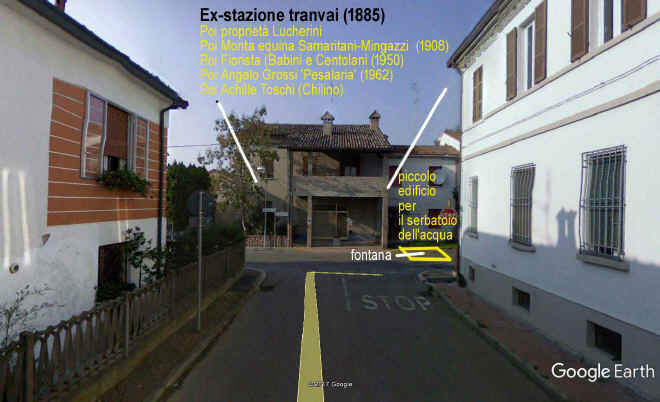 Ex-stazione tranvai (1885)
Poi proprietà Lucherini
Poi Monta equina Samaritani-Mingazzi (1908)
Poi Fiorista (Babini e Centolani (1950)
Poi Angelo Grossi 'Pesalaria' (1962)
Poi Achille Toschi (Chilino)
piccolo
edificio
per
il serbatoio
dell'acqua
fontana
STOP
Google Earth
©2017 Google